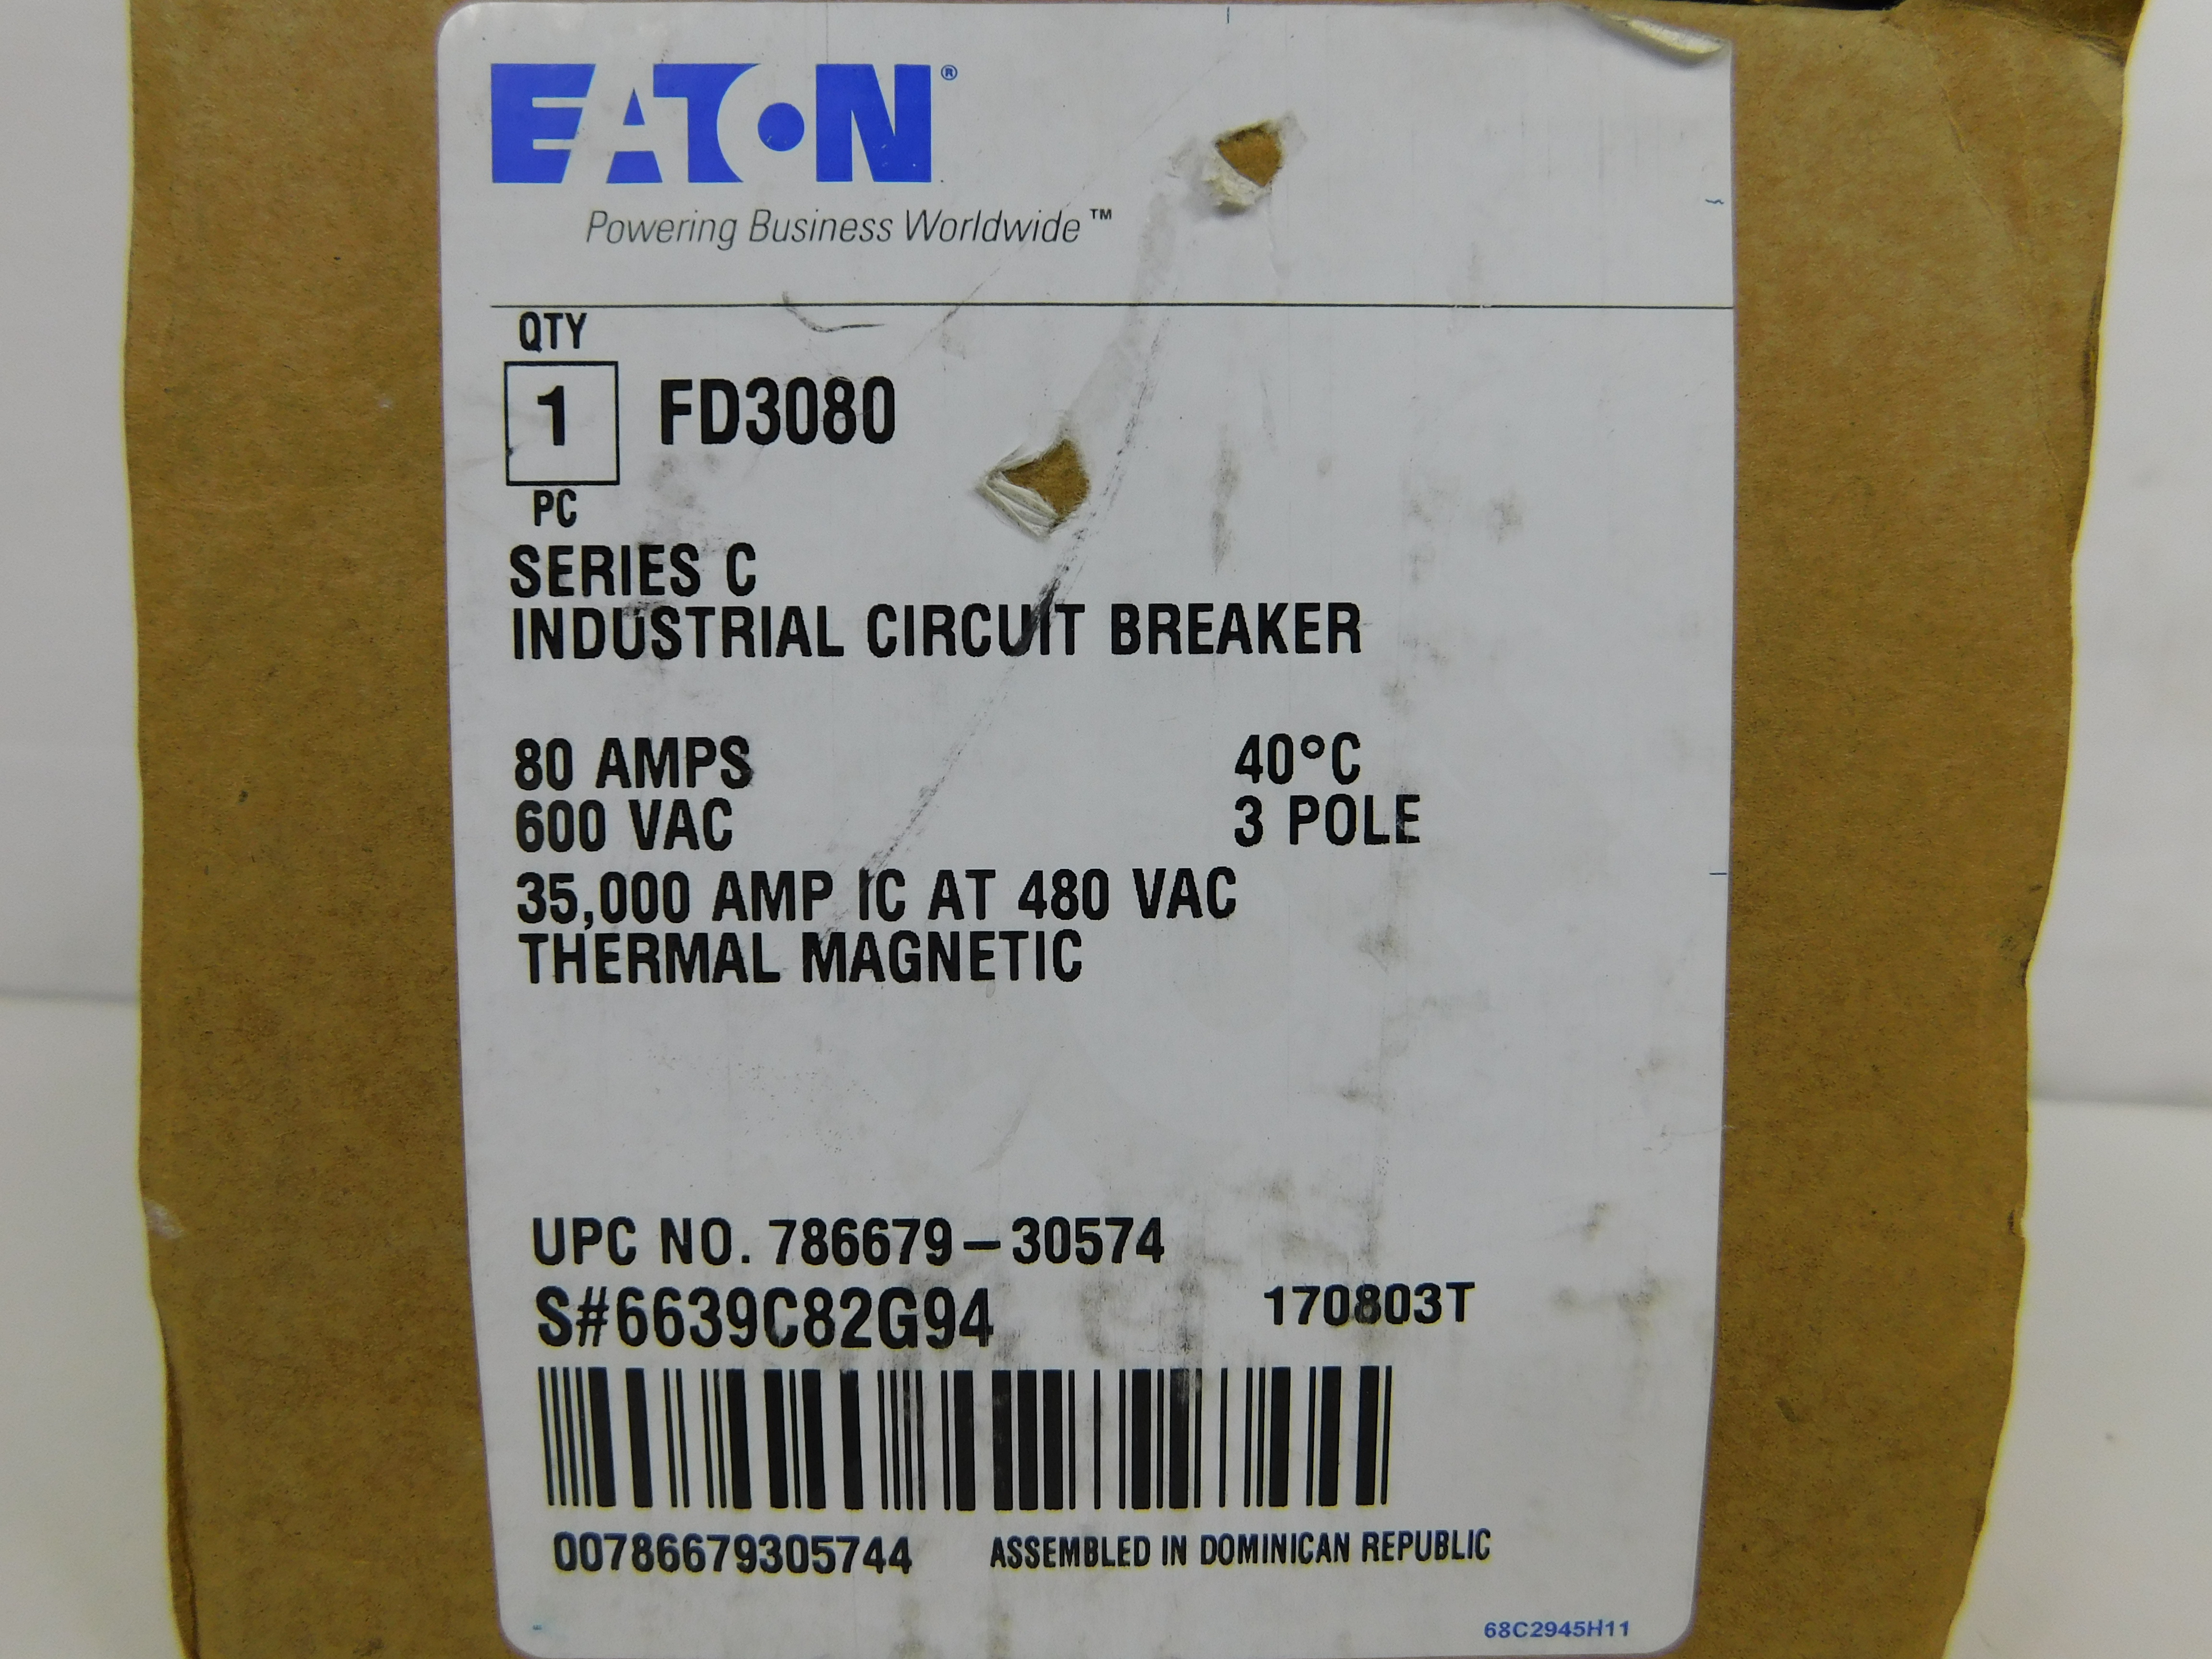 EATON®
Powering Business Worldwide™
QTY
1 FD3080
PC
SERIES C
INDUSTRIAL CIRCUIT BREAKER
80 AMPS 40°C
600 VAC 3 POLE
35,000 AMP IC AT 480 VAC
THERMAL MAGNETIC
UPC NO. 786679-30574
S#6639C82G94 170803T
00786679305744 ASSEMBLED IN DOMINICAN REPUBLIC
68C2945H11